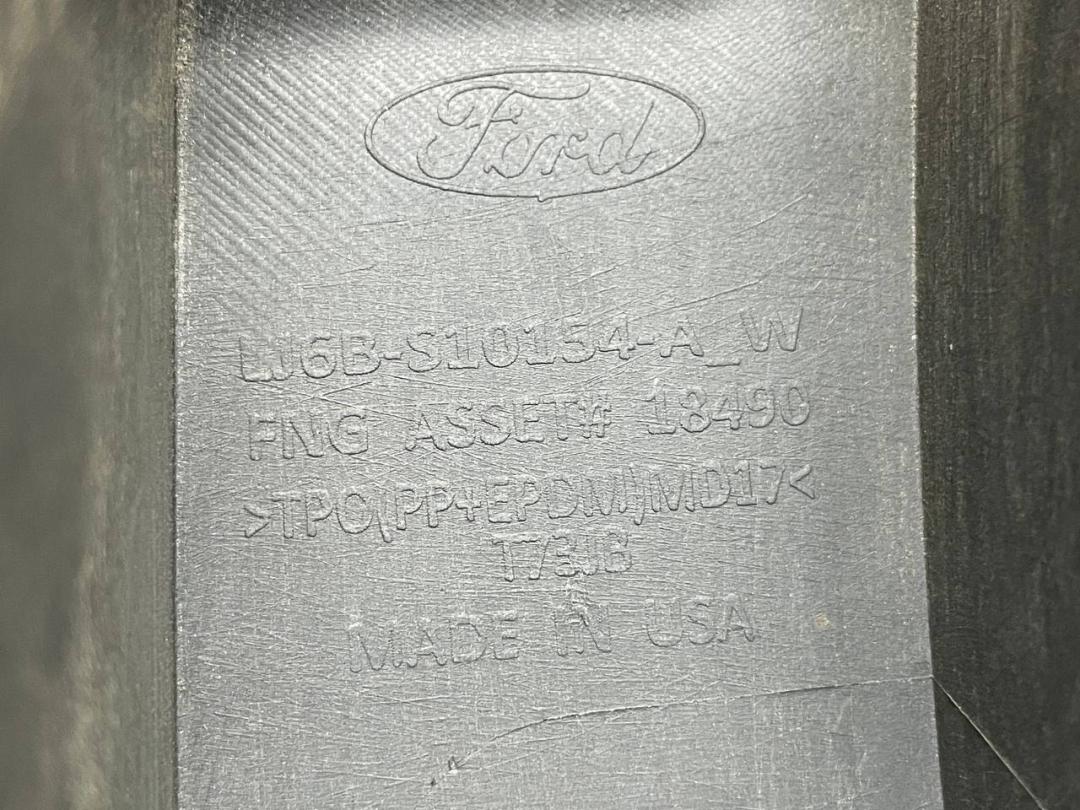 Ford
LJ6B-S10154-A_W
FNG ASSET# 18490
>TPO(PP+EPDM)MD17<
MADE IN USA